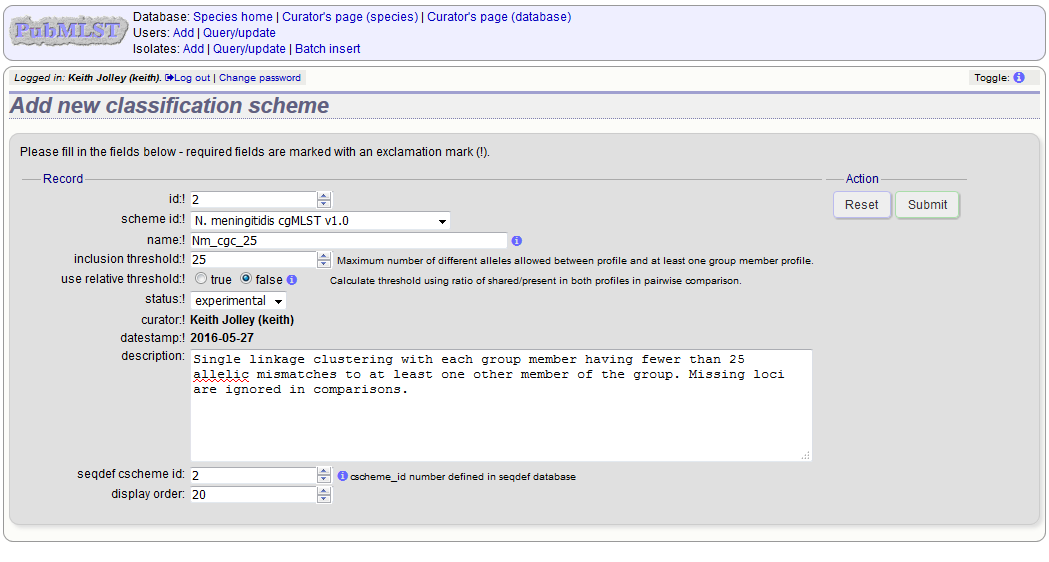 PubMLST
Database: Species home | Curator's page (species) | Curator's page (database)
Users: Add | Query/update
Isolates: Add | Query/update | Batch insert
Logged in: Keith Jolley (keith). Log out | Change password
Toggle: i
Add new classification scheme
Please fill in the fields below - required fields are marked with an exclamation mark (!).
Record
Action
id:! 2
Reset Submit
scheme id:! N. meningitidis cgMLST v1.0
name:! Nm_cgc_25 i
inclusion threshold:! 25 Maximum number of different alleles allowed between profile and at least one group member profile.
use relative threshold:! true false i Calculate threshold using ratio of shared/present in both profiles in pairwise comparison.
status:! experimental
curator:! Keith Jolley (keith)
datestamp:! 2016-05-27
description: Single linkage clustering with each group member having fewer than 25
allelic mismatches to at least one other member of the group. Missing loci
are ignored in comparisons.
seqdef cscheme id: 2 i cscheme_id number defined in seqdef database
display order: 20